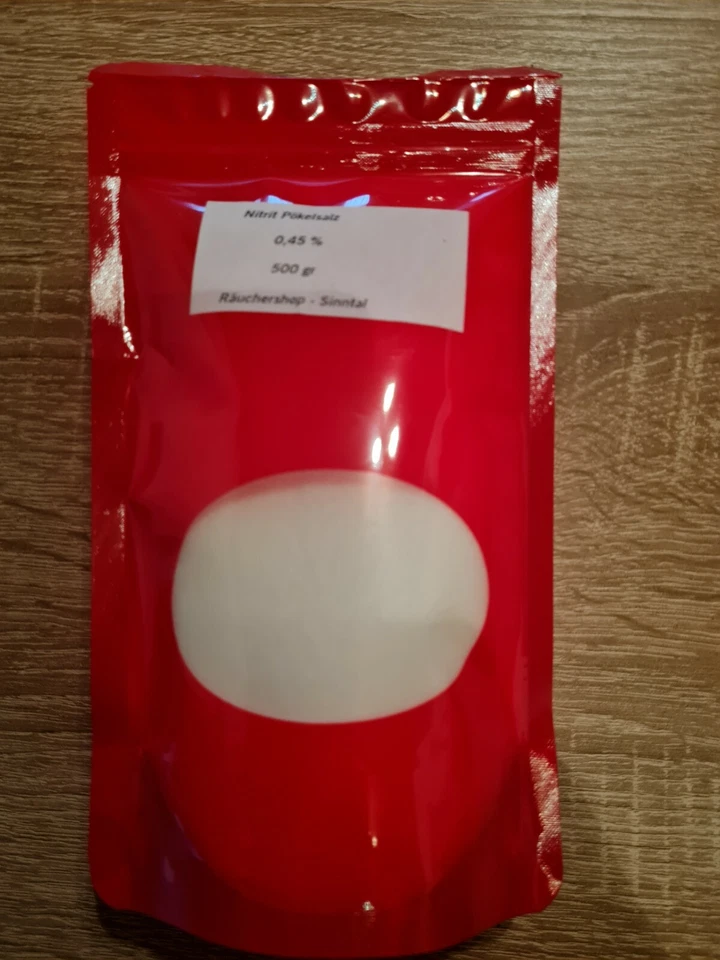 Nitrit Pökelsalz
0,45 %
500 gr
Räuchershop - Sinntal